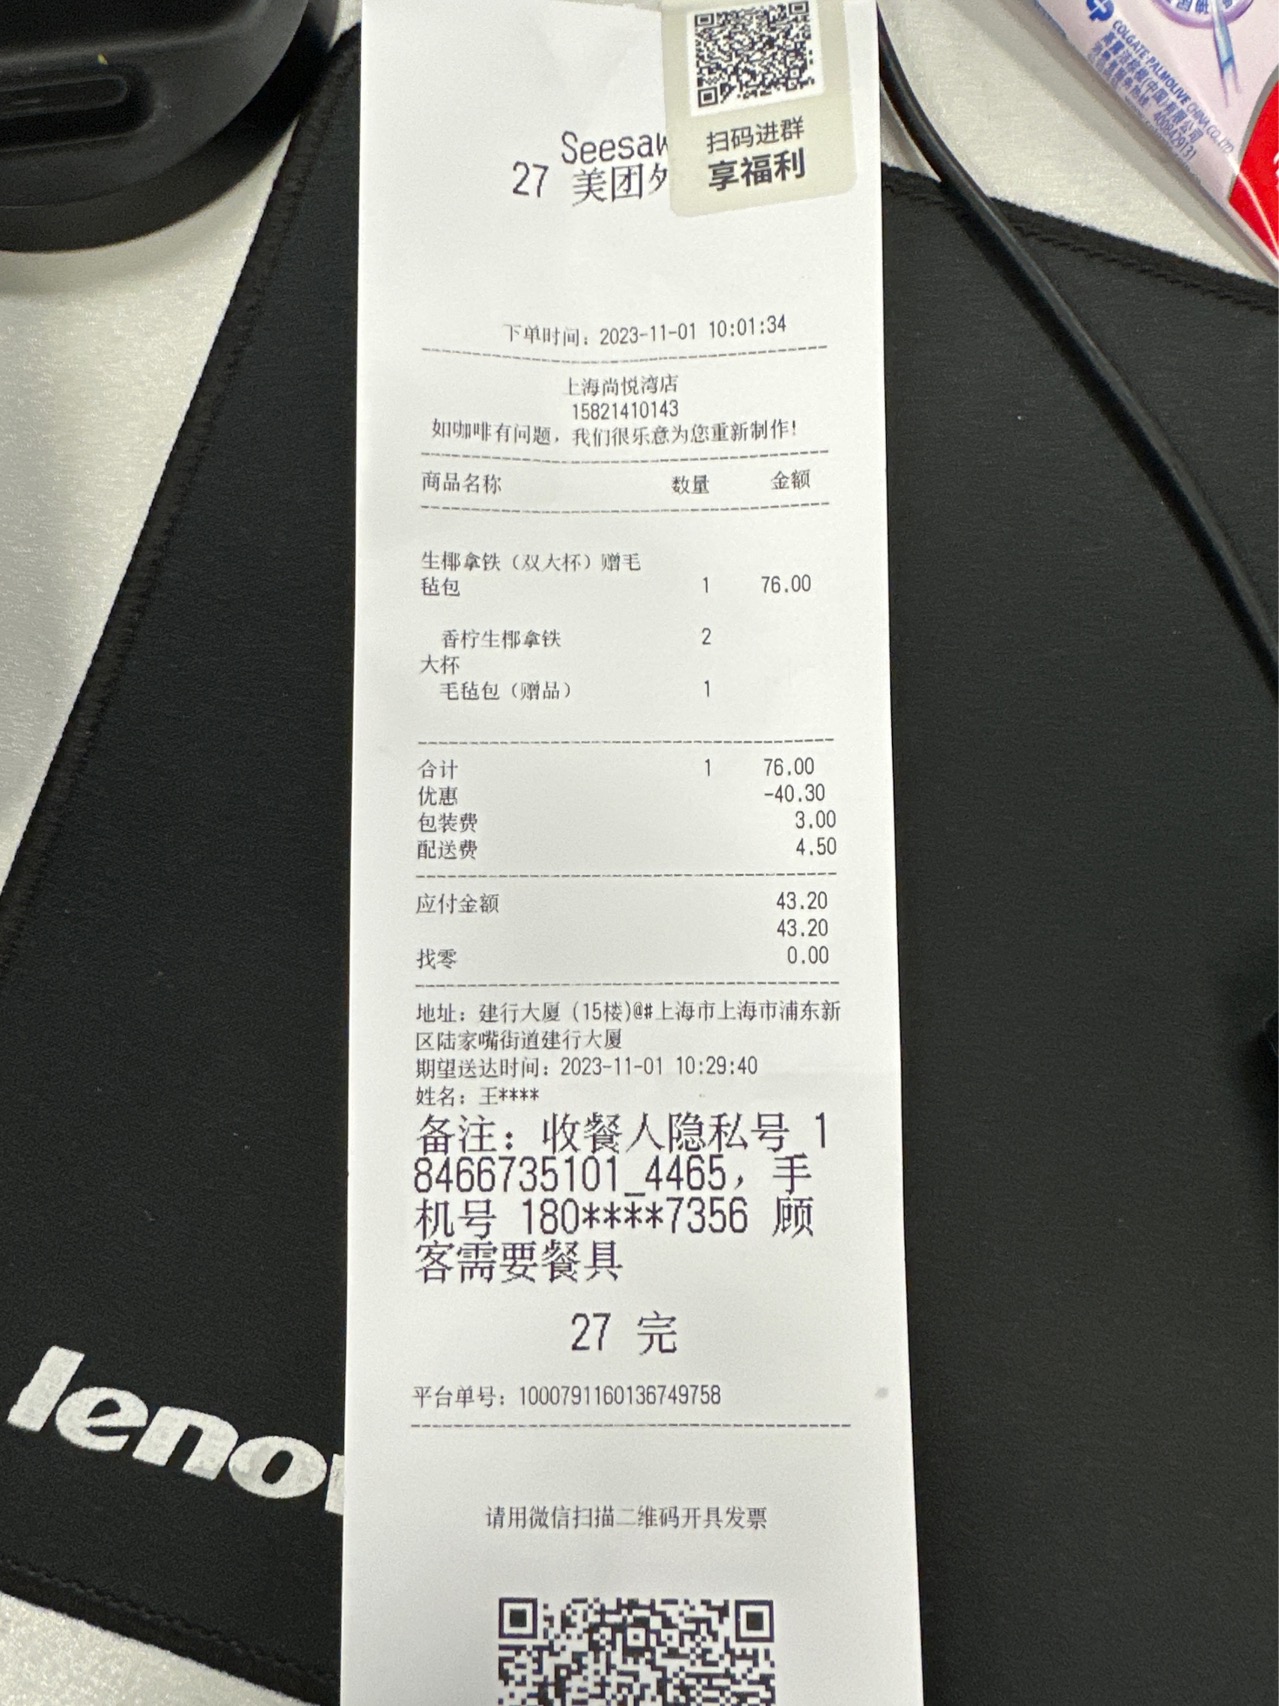 扫码进群
享福利
Seesaw
27 美团外
下单时间：2023-11-01 10:01:34
上海尚悦湾店
15821410143
如咖啡有问题，我们很乐意为您重新制作！
商品名称 数量 金额
生椰拿铁（双大杯）赠毛
毡包 1 76.00
香柠生椰拿铁 2
大杯
毛毡包（赠品） 1
合计 1 76.00
优惠 -40.30
包装费 3.00
配送费 4.50
应付金额 43.20
43.20
找零 0.00
地址：建行大厦（15楼)@#上海市上海市浦东新
区陆家嘴街道建行大厦
期望送达时间：2023-11-01 10:29:40
姓名：王****
备注：收餐人隐私号 1
8466735101_4465，手
机号 180****7356 顾
客需要餐具
27 完
平台单号：1000791160136749758
请用微信扫描二维码开具发票
lenov
COLGATE-PALMOLIVE CHINA CO.,LTD